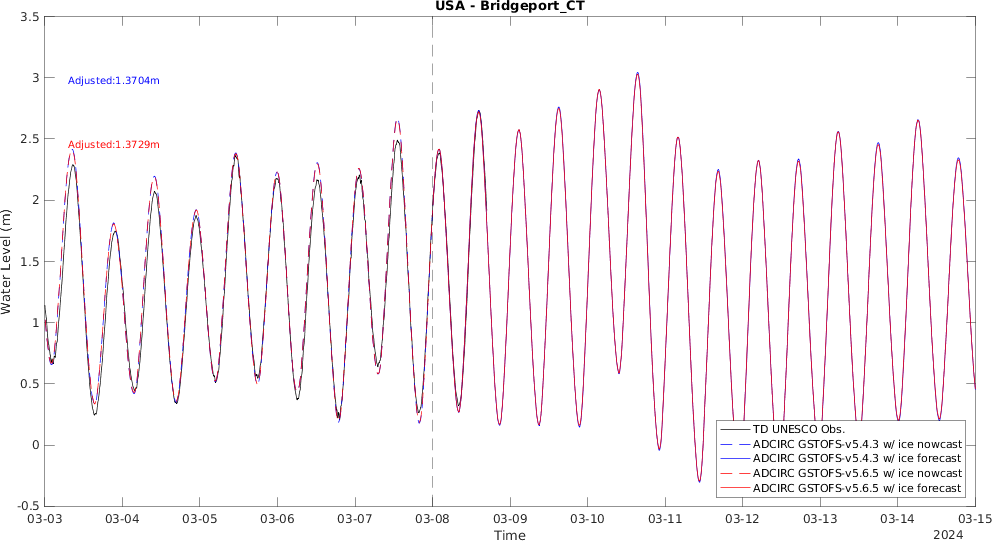 USA - Bridgeport_CT
3.5
3
2.5
2
1.5
1
0.5
0
-0.5
Water Level (m)
Adjusted:1.3704m
Adjusted:1.3729m
TD UNESCO Obs.
ADCIRC GSTOFS-v5.4.3 w/ ice nowcast
ADCIRC GSTOFS-v5.4.3 w/ ice forecast
ADCIRC GSTOFS-v5.6.5 w/ ice nowcast
ADCIRC GSTOFS-v5.6.5 w/ ice forecast
03-03 03-04 03-05 03-06 03-07 03-08 03-09 03-10 03-11 03-12 03-13 03-14 03-15
Time
2024